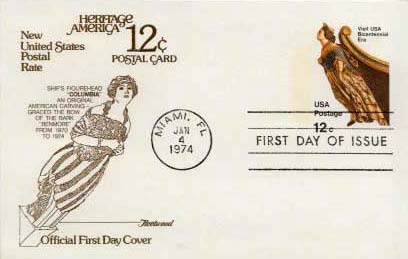 New
United States
Postal
Rate
HERITAGE
AMERICA
12¢
POSTAL CARD
SHIP'S FIGUREHEAD
"COLUMBIA"
AN ORIGINAL
AMERICAN CARVING -
GRACED THE BOW
OF THE BARK
"BENMORE"
FROM 1870
TO 1924
Fleetwood
Official First Day Cover
MIAMI, FL
JAN
4
1974
Visit USA
Bicentennial
Era
USA
Postage
12c
FIRST DAY OF ISSUE